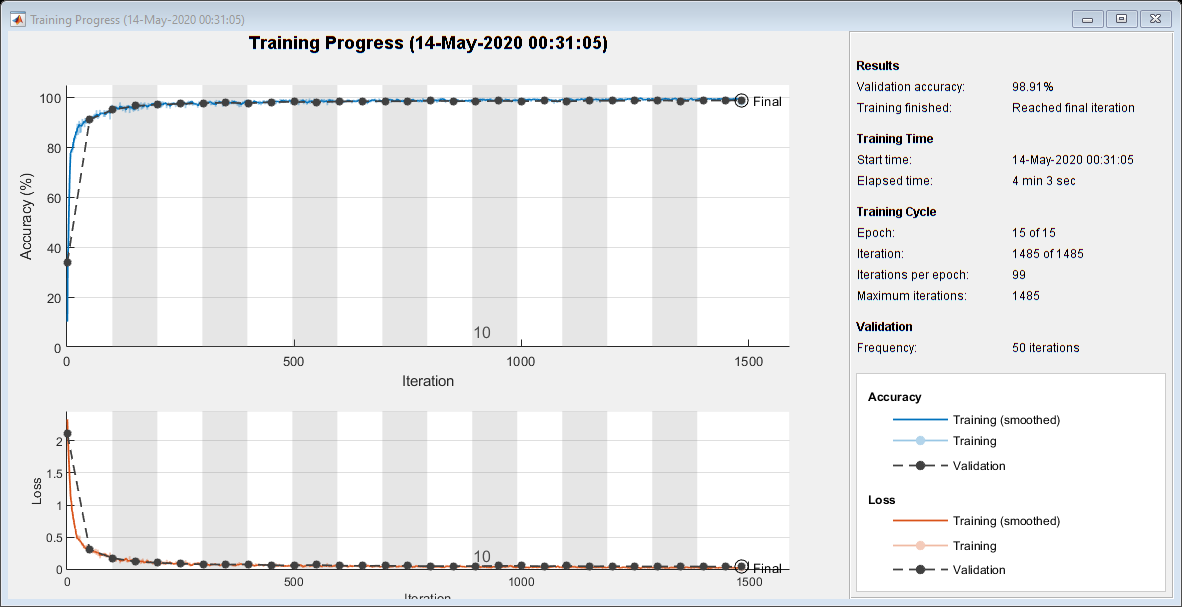 Training Progress (14-May-2020 00:31:05)
Training Progress (14-May-2020 00:31:05)
100
80
60
40
20
0
Accuracy (%)
Final
10
0 500 1000 1500
Iteration
2
1.5
1
0.5
0
Loss
10
Final
0 500 1000 1500
Iteration
Results
Validation accuracy: 98.91%
Training finished: Reached final iteration
Training Time
Start time: 14-May-2020 00:31:05
Elapsed time: 4 min 3 sec
Training Cycle
Epoch: 15 of 15
Iteration: 1485 of 1485
Iterations per epoch: 99
Maximum iterations: 1485
Validation
Frequency: 50 iterations
Accuracy
Training (smoothed)
Training
Validation
Loss
Training (smoothed)
Training
Validation